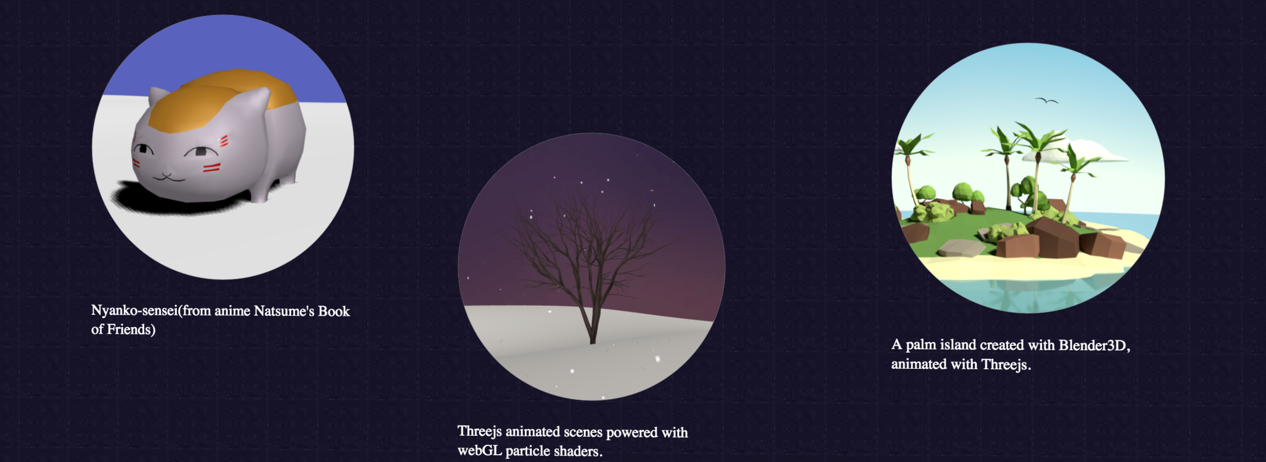 Nyanko-sensei(from anime Natsume's Book
of Friends)
Threejs animated scenes powered with
webGL particle shaders.
A palm island created with Blender3D,
animated with Threejs.